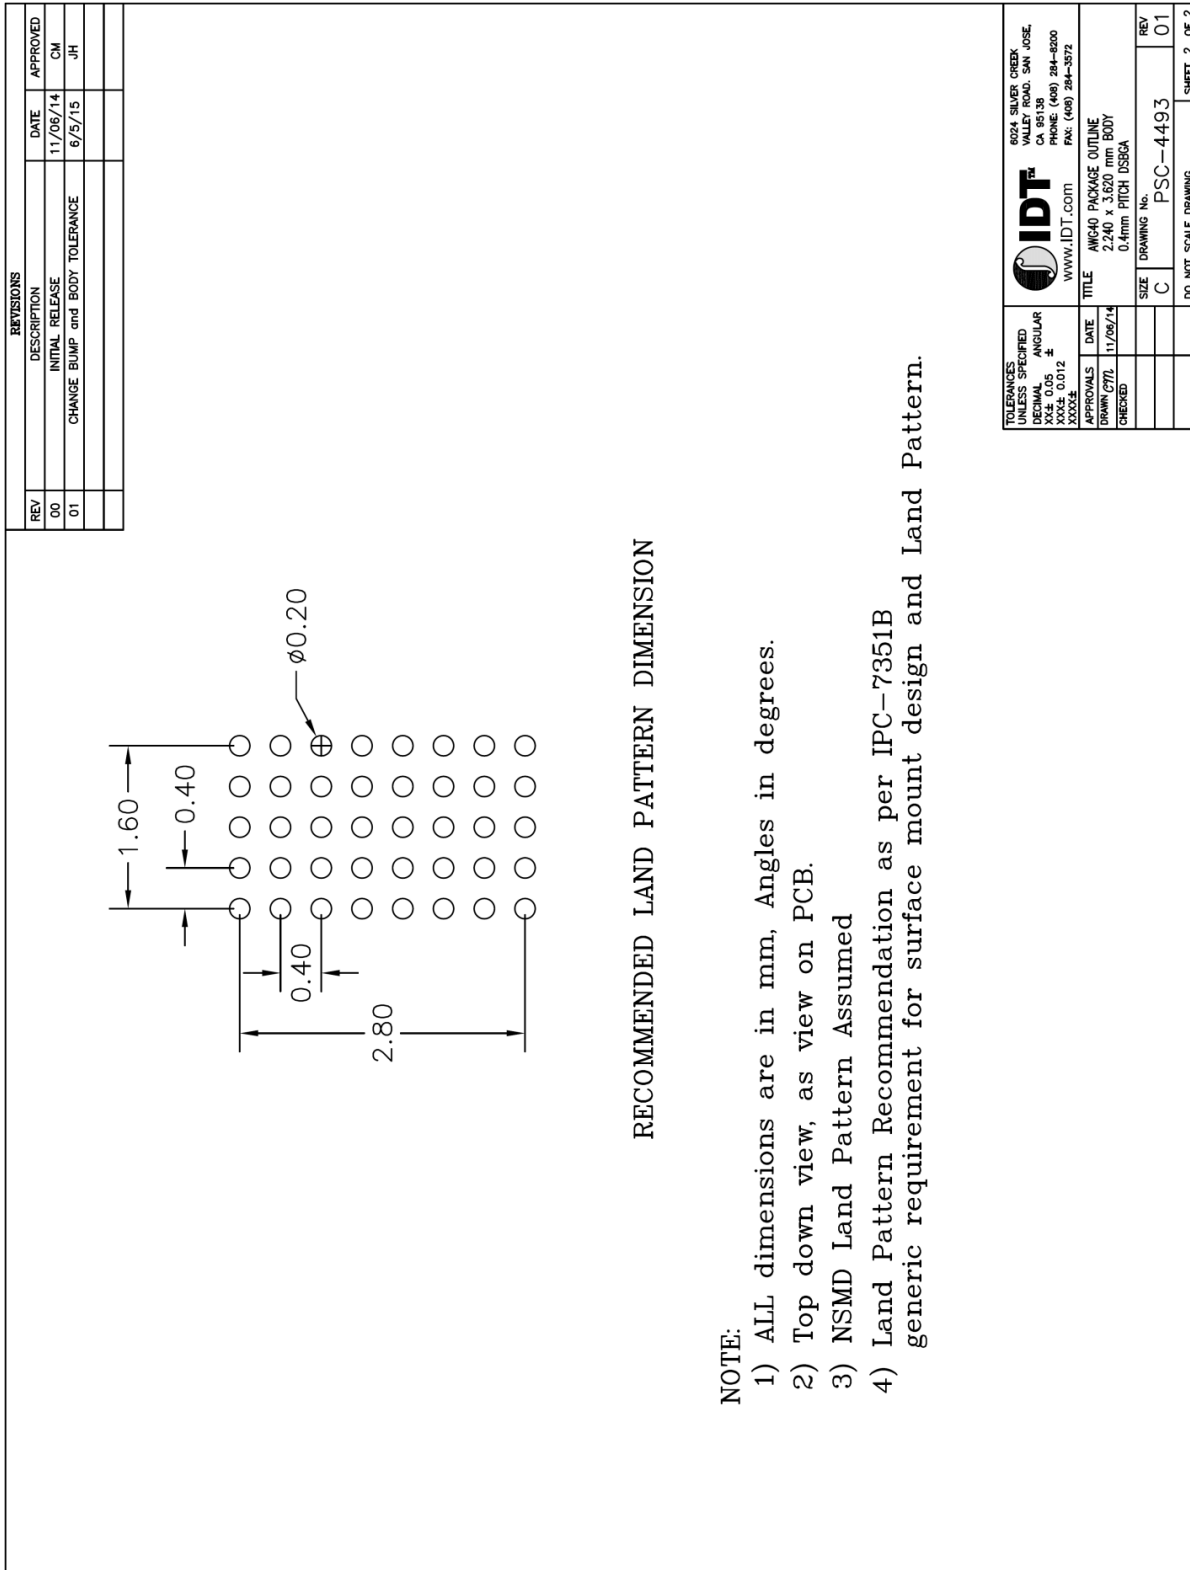 REVISIONS
REV DESCRIPTION DATE APPROVED
00 INITIAL RELEASE 11/06/14 CM
01 CHANGE BUMP and BODY TOLERANCE 6/5/15 JH
1.60
0.40
0.40
2.80
ø0.20
RECOMMENDED LAND PATTERN DIMENSION
NOTE:
1) ALL dimensions are in mm, Angles in degrees.
2) Top down view, as view on PCB.
3) NSMD Land Pattern Assumed
4) Land Pattern Recommendation as per IPC-7351B
generic requirement for surface mount design and Land Pattern.
TOLERANCES
UNLESS SPECIFIED
DECIMAL ANGULAR
XX± 0.05 ±
XXX± 0.012
XXXX±
APPROVALS DATE
DRAWN CM 11/06/14
CHECKED
IDT™
www.IDT.com
6024 SILVER CREEK
VALLEY ROAD. SAN JOSE,
CA 95138
PHONE: (408) 284-8200
FAX: (408) 284-3572
TITLE AWG40 PACKAGE OUTLINE
2.240 x 3.620 mm BODY
0.4mm PITCH DSBGA
SIZE DRAWING No. REV
C PSC-4493 01
DO NOT SCALE DRAWING SHEET 2 OF 2